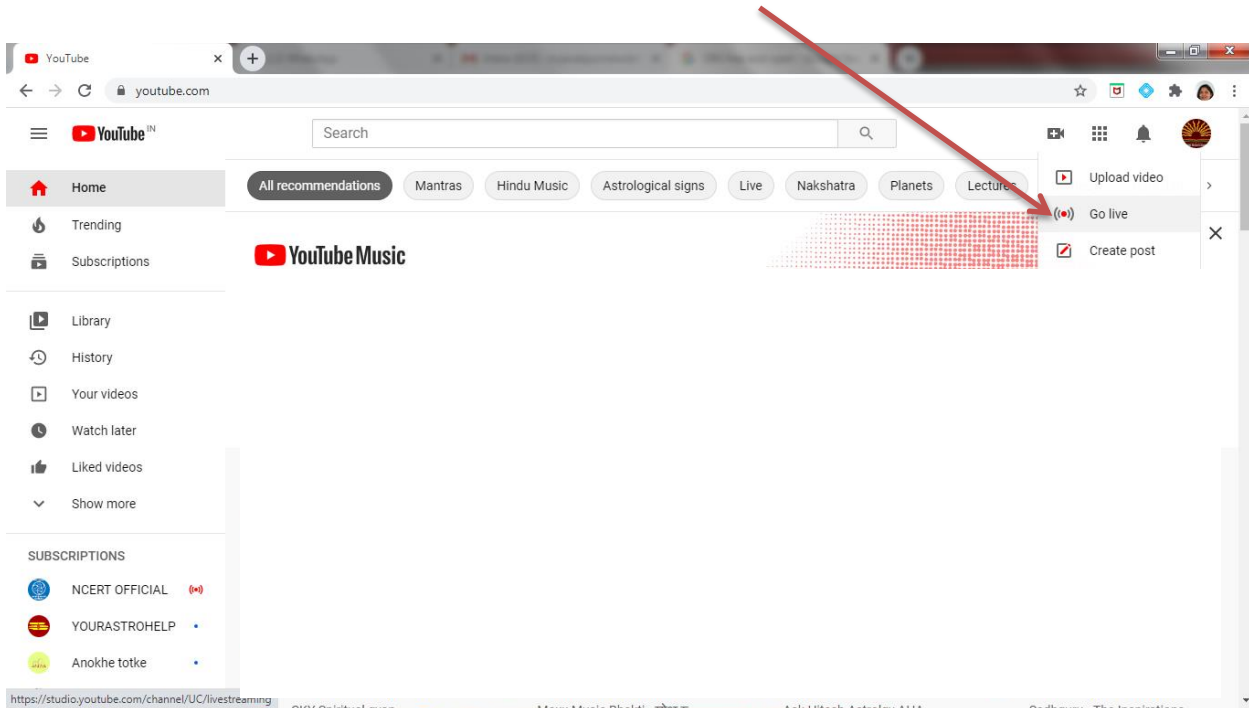 YouTube
youtube.com
YouTube IN
Search
Home
All recommendations
Mantras
Hindu Music
Astrological signs
Live
Nakshatra
Planets
Lectures
Upload video
Go live
Create post
Trending
Subscriptions
YouTube Music
Library
History
Your videos
Watch later
Liked videos
Show more
SUBSCRIPTIONS
NCERT OFFICIAL
YOURASTROHELP
Anokhe totke
https://studio.youtube.com/channel/UC/livestreaming